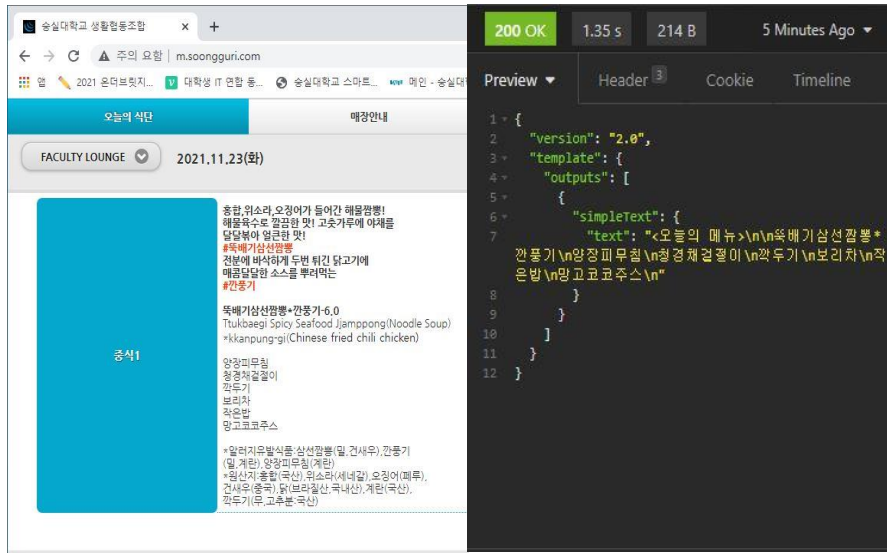 숭실대학교 생활협동조합
주의 요함 | m.soongguri.com
앱
2021 온더브릿지...
대학생 IT 연합 동...
숭실대학교 스마트...
메인 - 숭실대
오늘의 식단
매장안내
FACULTY LOUNGE
2021.11.23(화)
중식1
홍합,위소라,오징어가 들어간 해물짬뽕!
해물육수로 깔끔한 맛! 고춧가루에 야채를
달달볶아 얼큰한 맛!
#뚝배기삼선짬뽕
전분에 바삭하게 두번 튀긴 닭고기에
매콤달달한 소스를 뿌려먹는
#깐풍기
뚝배기삼선짬뽕*깐풍기-6.0
Ttukbaegi Spicy Seafood Jjamppong(Noodle Soup)
*kkanpung-gi(Chinese fried chili chicken)
양장피무침
청경채겉절이
깍두기
보리차
작은밥
망고코코쥬스
*알러지유발식품:삼선짬뽕(밀,건새우),깐풍기
(밀,계란),양장피무침(계란)
*원산지:홍합(국산),위소라(세네갈),오징어(페루),
건새우(중국),닭(브라질산,국내산),계란(국산),
깍두기(무,고추분:국산)
200 OK
1.35 s
214 B
5 Minutes Ago
Preview
Header 3
Cookie
Timeline
1 {
2 "version": "2.0",
3 "template": {
4 "outputs": [
5 {
6 "simpleText": {
7 "text": "<오늘의 메뉴>\n\n뚝배기삼선짬뽕*
깐풍기\n양장피무침\n청경채겉절이\n깍두기\n보리차\n작
은밥\n망고코코쥬스\n"
8 }
9 }
10 ]
11 }
12 }